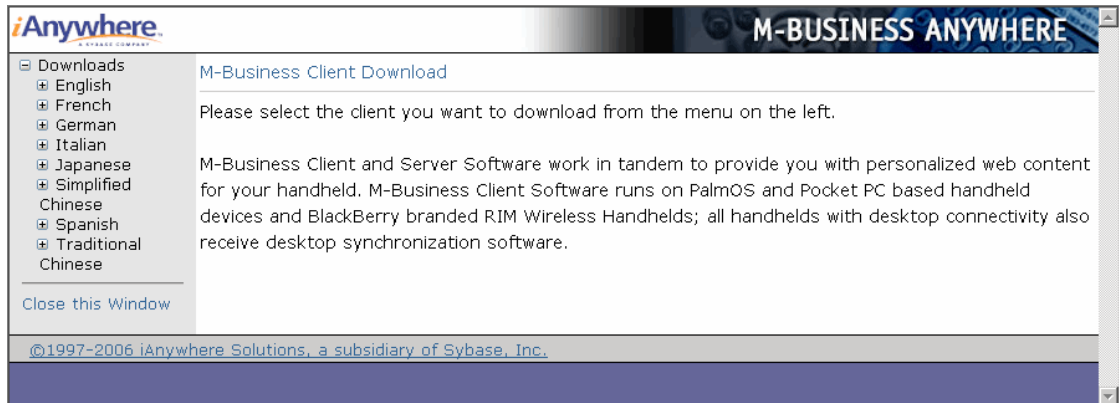 iAnywhere
A SYBASE COMPANY
M-BUSINESS ANYWHERE
Downloads
English
French
German
Italian
Japanese
Simplified
Chinese
Spanish
Traditional
Chinese
Close this Window
M-Business Client Download
Please select the client you want to download from the menu on the left.
M-Business Client and Server Software work in tandem to provide you with personalized web content
for your handheld. M-Business Client Software runs on PalmOS and Pocket PC based handheld
devices and BlackBerry branded RIM Wireless Handhelds; all handhelds with desktop connectivity also
receive desktop synchronization software.
©1997-2006 iAnywhere Solutions, a subsidiary of Sybase, Inc.